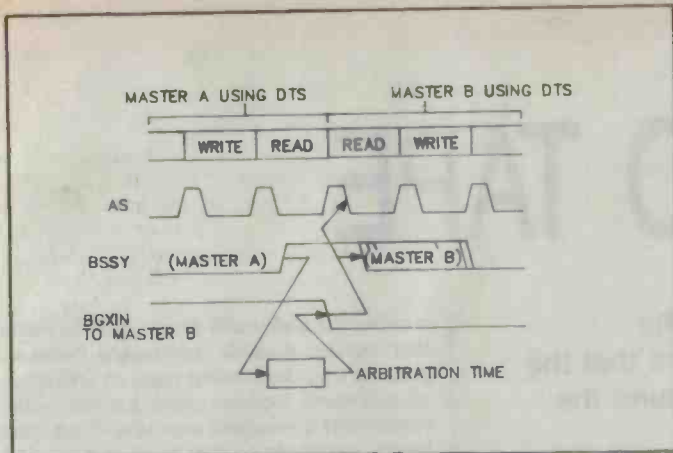 MASTER A USING DTS
MASTER B USING DTS
WRITE READ READ WRITE
AS
BSSY (MASTER A) (MASTER B)
BGXIN
TO MASTER B
ARBITRATION TIME